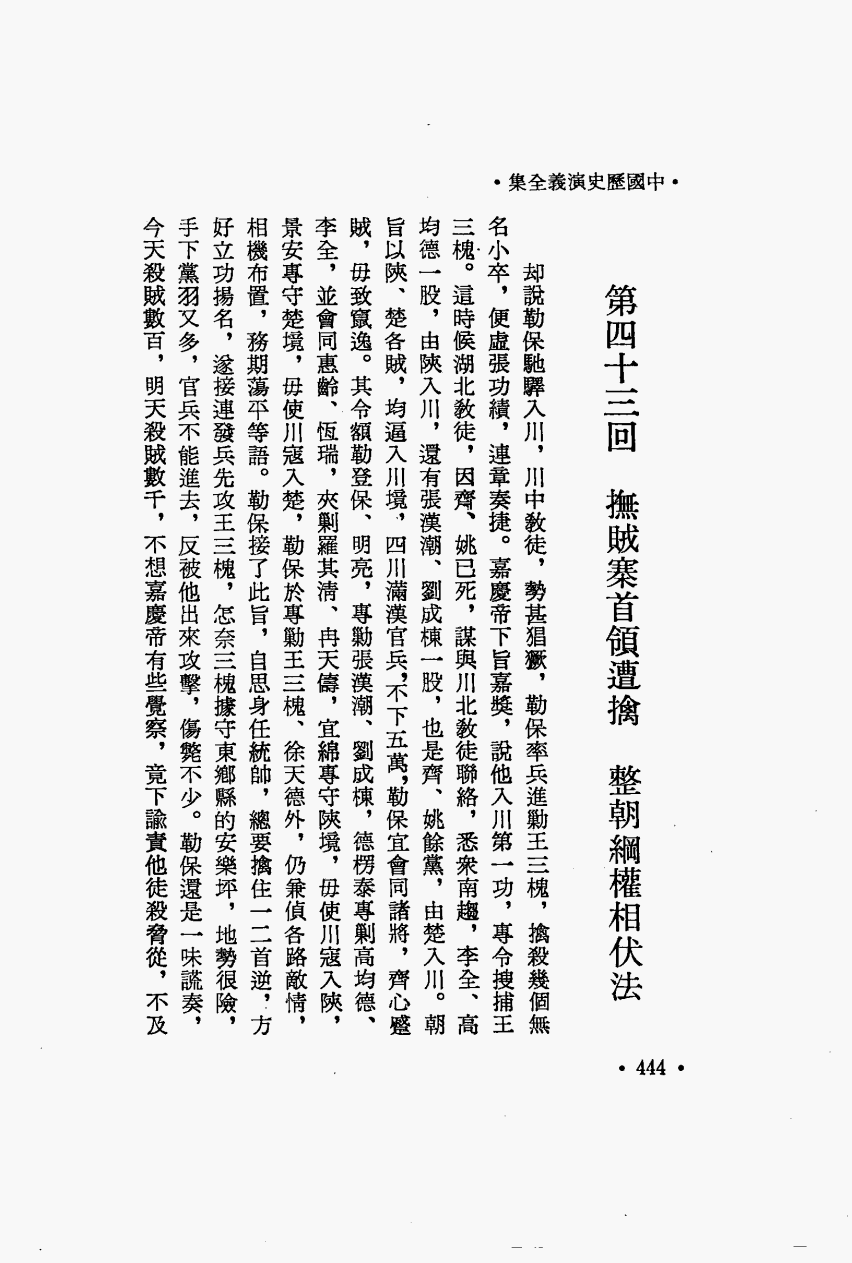 •中國歷史演義全集•
第四十三回　撫賊寨首領遭擒　整朝綱權相伏法
却說勒保馳驛入川，川中教徒，勢甚猖獗，勒保率兵進勦王三槐，擒殺幾個無
名小卒，便虛張功績，連章奏捷。嘉慶帝下旨嘉獎，說他入川第一功，專令搜捕王
三槐。這時候湖北教徒，因齊、姚已死，謀與川北教徒聯絡，悉衆南趨，李全、高
均德一股，由陝入川，還有張漢潮、劉成棟一股，也是齊、姚餘黨，由楚入川。朝
旨以陝、楚各賊，均逼入川境，四川滿漢官兵，不下五萬，勒保宜會同諸將，齊心蹙
賊，毋致竄逸。其令額勒登保、明亮，專勦張漢潮、劉成棟，德楞泰專剿高均德、
李全，並會同惠齡、恆瑞，夾剿羅其清、冉天儔，宜綿專守陝境，毋使川寇入陝，
景安專守楚境，毋使川寇入楚，勒保於專勦王三槐、徐天德外，仍兼偵各路敵情，
相機布置，務期蕩平等語。勒保接了此旨，自思身任統帥，總要擒住一二首逆，方
好立功揚名，遂接連發兵先攻王三槐，怎奈三槐據守東鄉縣的安樂坪，地勢很險，
手下黨羽又多，官兵不能進去，反被他出來攻擊，傷斃不少。勒保還是一味謊奏，
今天殺賊數百，明天殺賊數千，不想嘉慶帝有些覺察，竟下諭責他徒殺脅從，不及
•444•